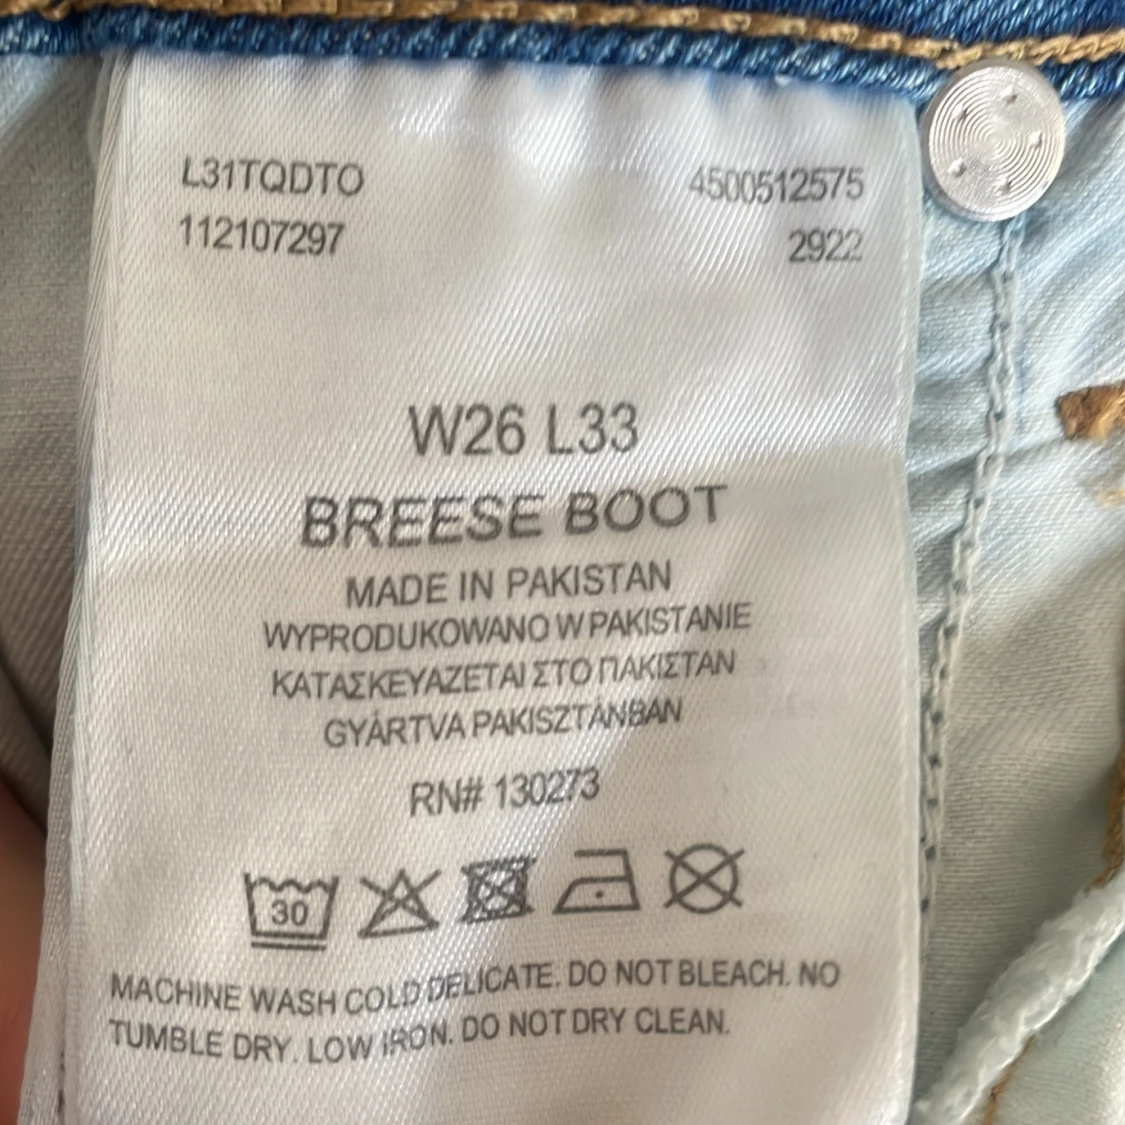 L31TQDTO 4500512575
112107297 2922
W26 L33
BREESE BOOT
MADE IN PAKISTAN
WYPRODUKOWANO W PAKISTANIE
ΚΑΤΑΣΚΕΥΑΖΕΤΑΙ ΣΤΟ ΠΑΚΙΣΤΑΝ
GYÁRTVA PAKISZTÁNBAN
RN# 130273
30
MACHINE WASH COLD DELICATE. DO NOT BLEACH. NO
TUMBLE DRY. LOW IRON. DO NOT DRY CLEAN.